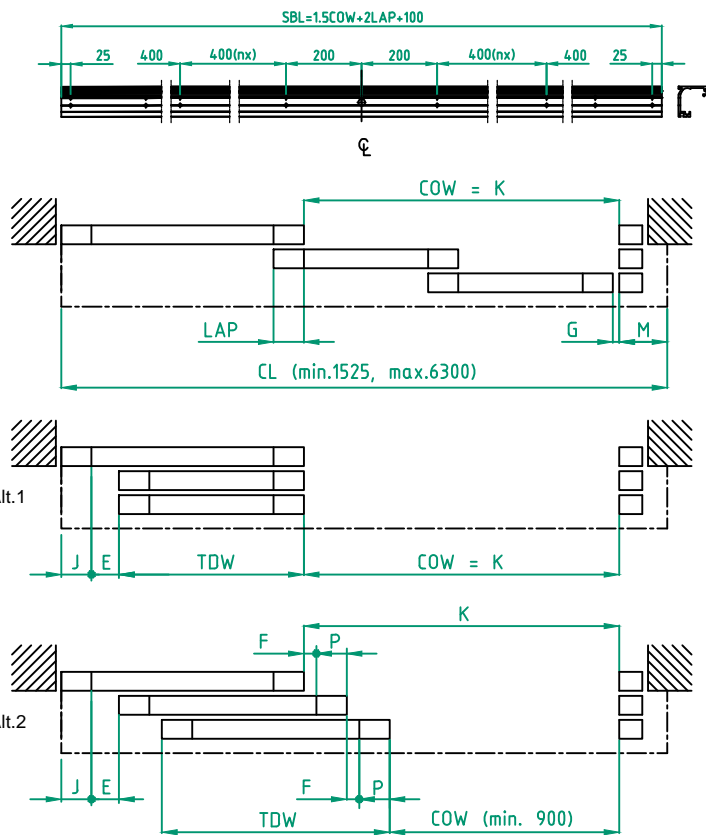 SBL=1.5COW+2LAP+100
25 400 400(nx) 200 200 400(nx) 400 25
℄
COW = K
LAP G M
CL (min.1525, max.6300)
lt.1
J E TDW COW = K
K
F P
lt.2
J E F P
TDW COW (min. 900)